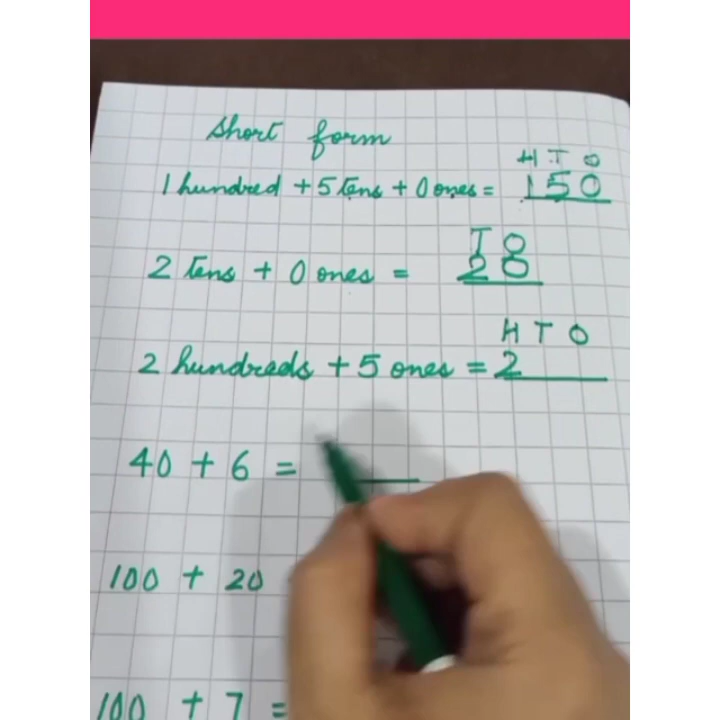 Short form
H T O
1 hundred + 5 Tens + 0 ones = 150
T O
2 Tens + 0 ones = 20
H T O
2 hundreds + 5 ones = 2
40 + 6 =
100 + 20
100 + 7 =